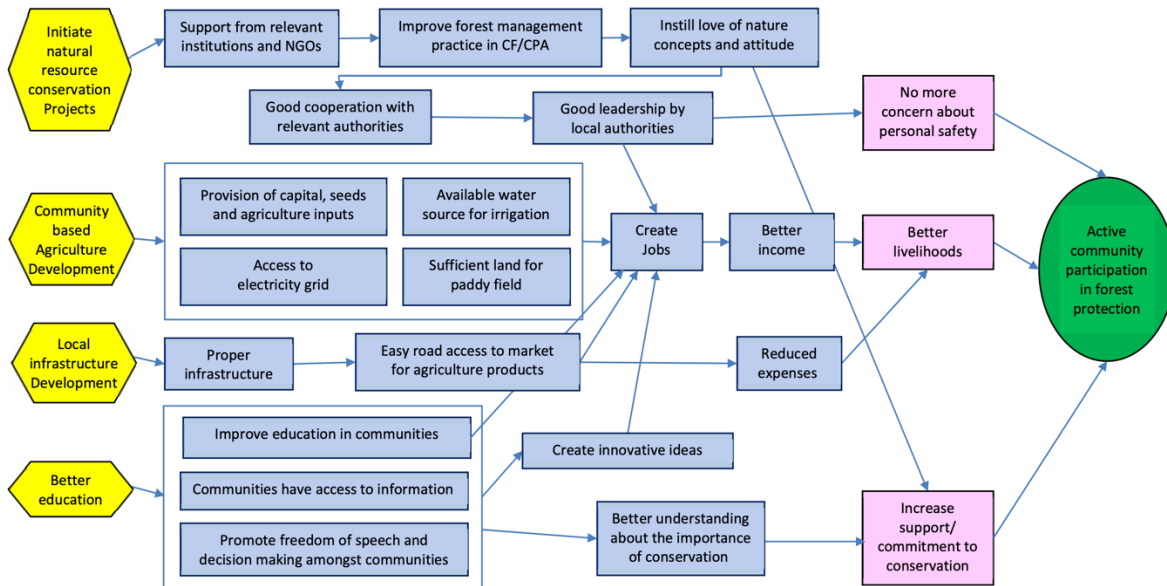 Initiate
natural
resource
conservation
Projects
Support from relevant
institutions and NGOs
Improve forest management
practice in CF/CPA
Instill love of nature
concepts and attitude
Good cooperation with
relevant authorities
Good leadership by
local authorities
No more
concern about
personal safety
Community
based
Agriculture
Development
Provision of capital, seeds
and agriculture inputs
Available water
source for irrigation
Access to
electricity grid
Sufficient land for
paddy field
Create
Jobs
Better
income
Better
livelihoods
Active
community
participation
in forest
protection
Local
infrastructure
Development
Proper
infrastructure
Easy road access to market
for agriculture products
Reduced
expenses
Better
education
Improve education in communities
Communities have access to information
Promote freedom of speech and
decision making amongst communities
Create innovative ideas
Better understanding
about the importance
of conservation
Increase
support/
commitment to
conservation